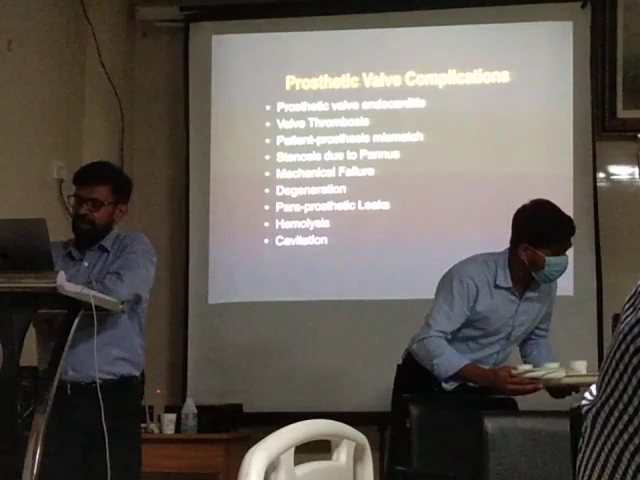 Prosthetic Valve Complications
• Prosthetic valve endocarditis
• Valve Thrombosis
• Patient-prosthesis mismatch
• Stenosis due to Pannus
• Mechanical Failure
• Degeneration
• Para-prosthetic Leaks
• Hemolysis
• Cavitation